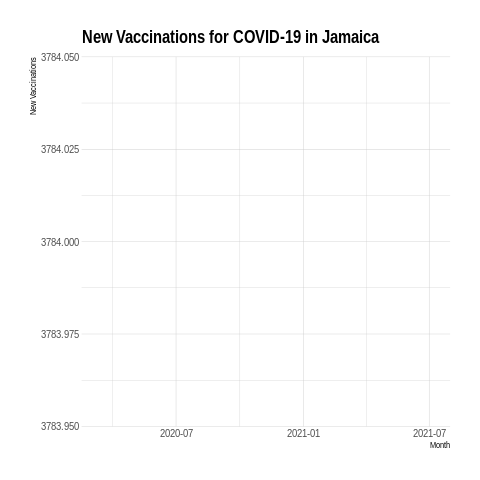 New Vaccinations for COVID-19 in Jamaica
New Vaccinations
3784.050
3784.025
3784.000
3783.975
3783.950
2020-07
2021-01
2021-07
Month